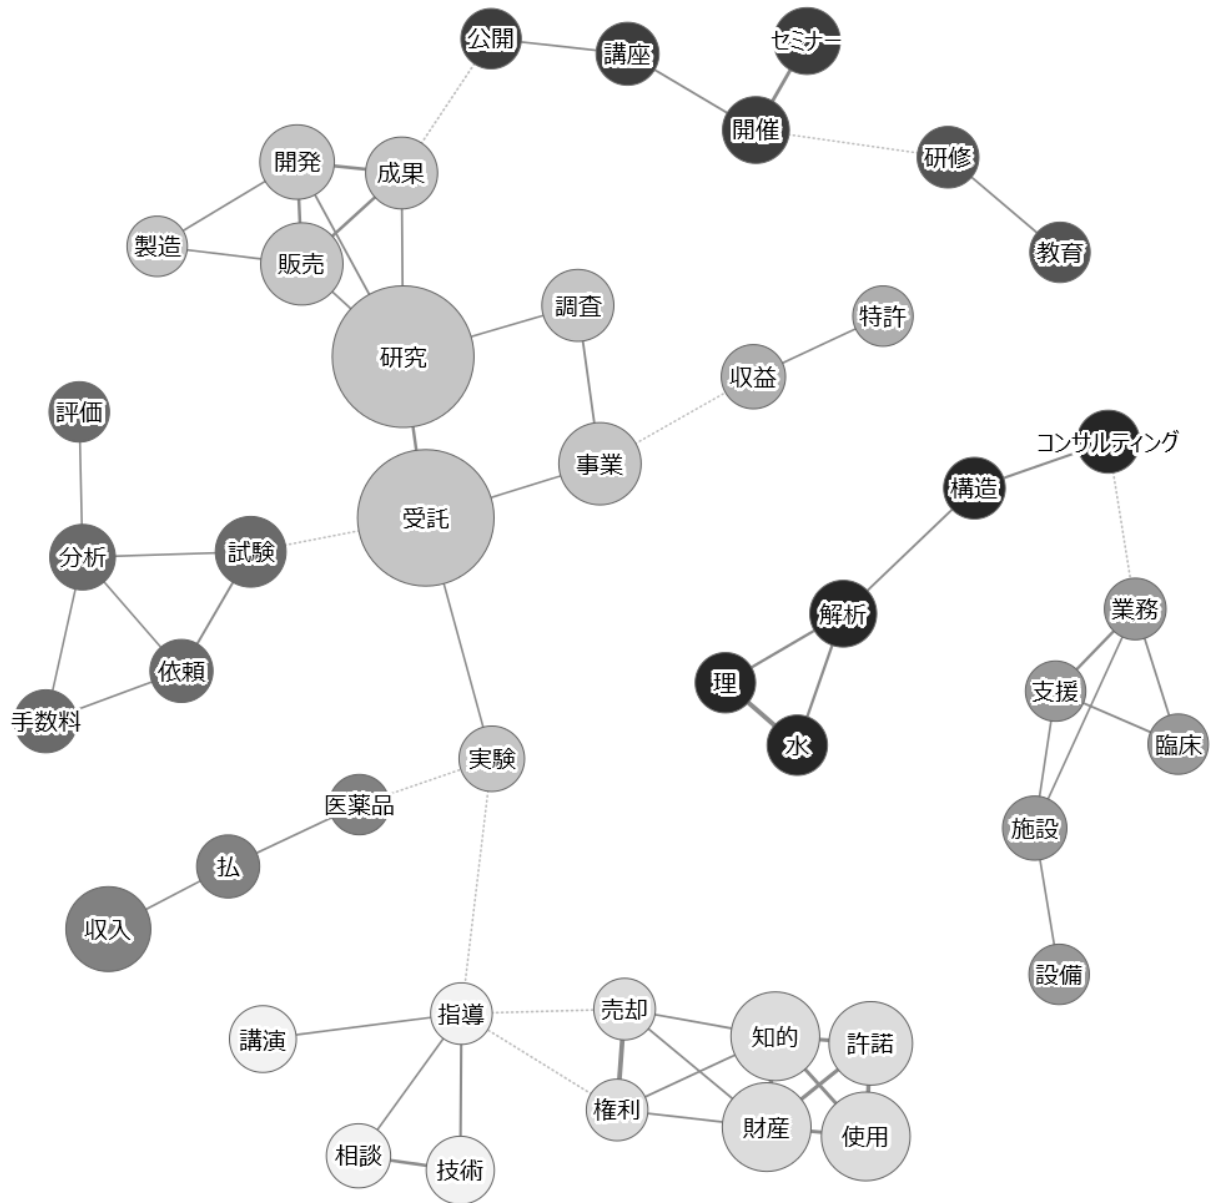 公開
講座
セミナー
開催
研修
教育
開発
成果
製造
販売
研究
調査
特許
収益
事業
受託
評価
分析
試験
依頼
手数料
コンサルティング
構造
解析
理
水
業務
支援
臨床
施設
設備
実験
医薬品
払
収入
指導
講演
相談
技術
売却
知的
許諾
権利
財産
使用